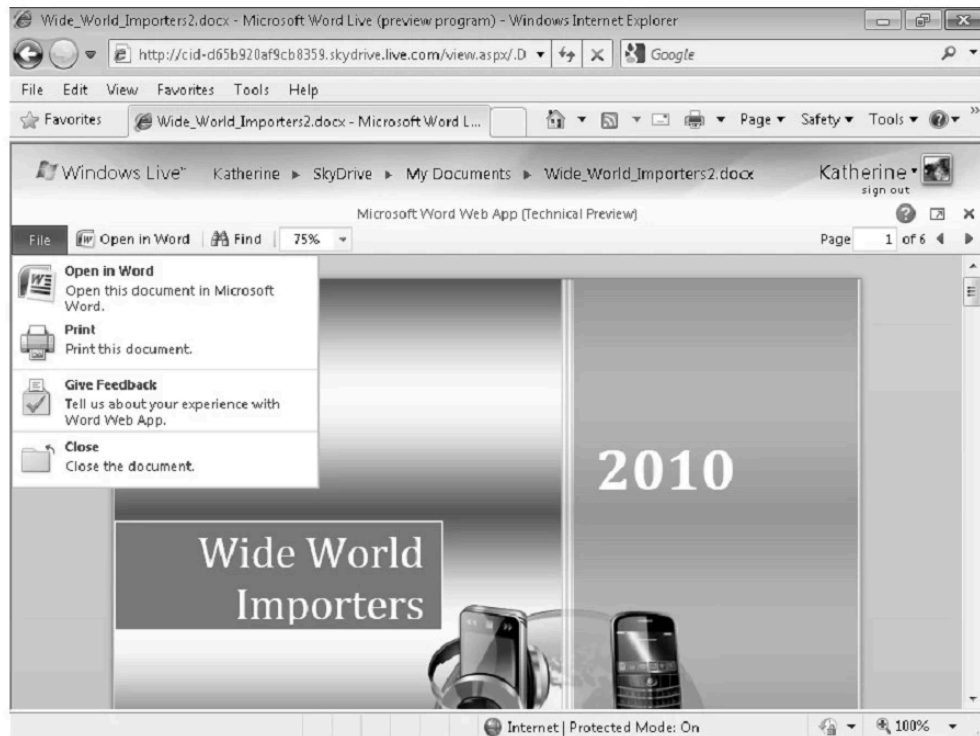 Wide_World_Importers2.docx - Microsoft Word Live (preview program) - Windows Internet Explorer
http://cid-d65b920af9cb8359.skydrive.live.com/view.aspx/.D
Google
File Edit View Favorites Tools Help
Favorites
Wide_World_Importers2.docx - Microsoft Word L...
Page Safety Tools
Windows Live™ Katherine ▸ SkyDrive ▸ My Documents ▸ Wide_World_Importers2.docx
Katherine
sign out
Microsoft Word Web App (Technical Preview)
File Open in Word Find 75%
Page 1 of 6
Open in Word
Open this document in Microsoft
Word.
Print
Print this document.
Give Feedback
Tell us about your experience with
Word Web App.
Close
Close the document.
2010
Wide World
Importers
Internet | Protected Mode: On
100%